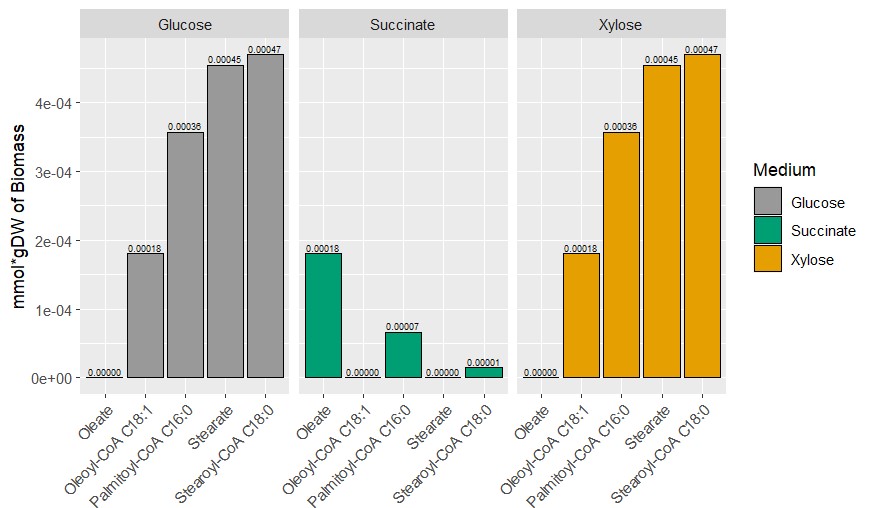 Glucose
Succinate
Xylose
mmol*gDW of Biomass
4e-04
3e-04
2e-04
1e-04
0e+00
0.00000
0.00018
0.00036
0.00045
0.00047
0.00018
0.00000
0.00007
0.00000
0.00001
0.00000
0.00018
0.00036
0.00045
0.00047
Oleate
Oleoyl-CoA C18:1
Palmitoyl-CoA C16:0
Stearate
Stearoyl-CoA C18:0
Oleate
Oleoyl-CoA C18:1
Palmitoyl-CoA C16:0
Stearate
Stearoyl-CoA C18:0
Oleate
Oleoyl-CoA C18:1
Palmitoyl-CoA C16:0
Stearate
Stearoyl-CoA C18:0
Medium
Glucose
Succinate
Xylose